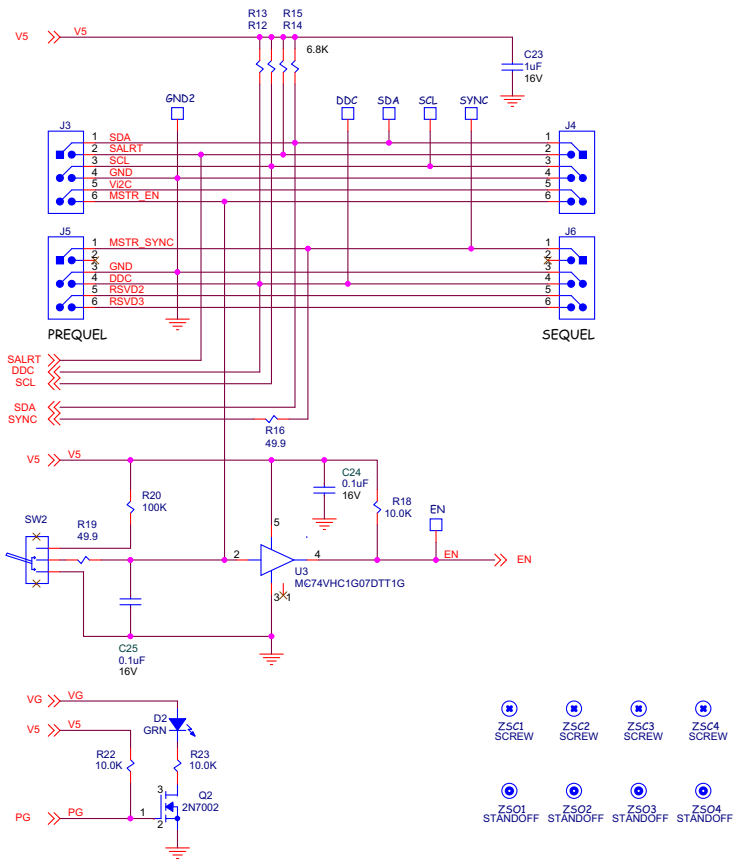 R13 R15
R12 R14
V5 V5
6.8K
C23
1uF
16V
GND2 DDC SDA SCL SYNC
J3 J4
1 SDA 1
2 SALRT 2
3 SCL 3
4 GND 4
5 Vi2C 5
6 MSTR_EN 6
J5 J6
1 MSTR_SYNC 1
2 2
3 GND 3
4 DDC 4
5 RSVD2 5
6 RSVD3 6
PREQUEL SEQUEL
SALRT
DDC
SCL
SDA
SYNC
R16
49.9
V5 V5
C24
0.1uF
16V
R20
100K
R18
10.0K
EN
SW2
R19
49.9
5
2 4 EN EN
U3
MC74VHC1G07DTT1G
3 1
C25
0.1uF
16V
VG VG
D2
GRN
V5 V5
R22
10.0K
R23
10.0K
3 Q2
2N7002
PG PG 1
2
ZSC1 ZSC2 ZSC3 ZSC4
SCREW SCREW SCREW SCREW
ZSO1 ZSO2 ZSO3 ZSO4
STANDOFF STANDOFF STANDOFF STANDOFF